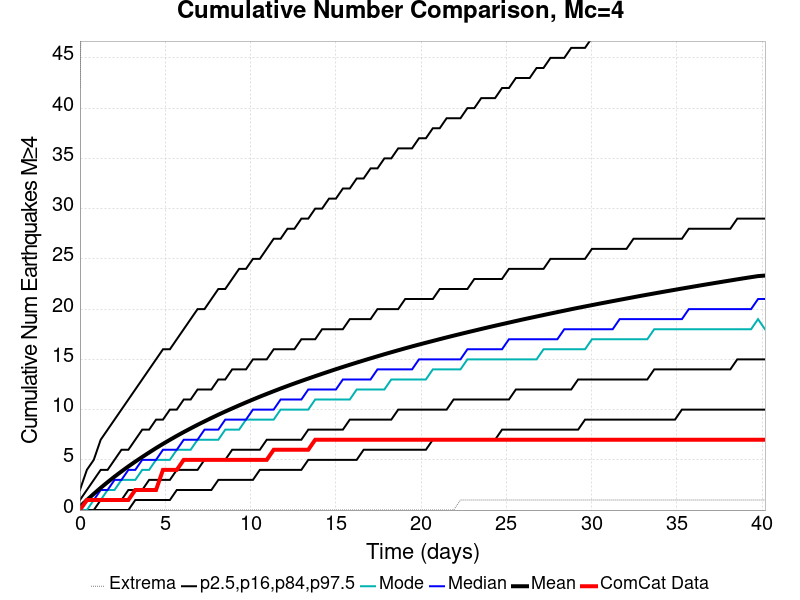 Cumulative Number Comparison, Mc=4
Cumulative Num Earthquakes M≥4
45
40
35
30
25
20
15
10
5
0
0 5 10 15 20 25 30 35 40
Time (days)
Extrema p2.5,p16,p84,p97.5 Mode Median Mean ComCat Data